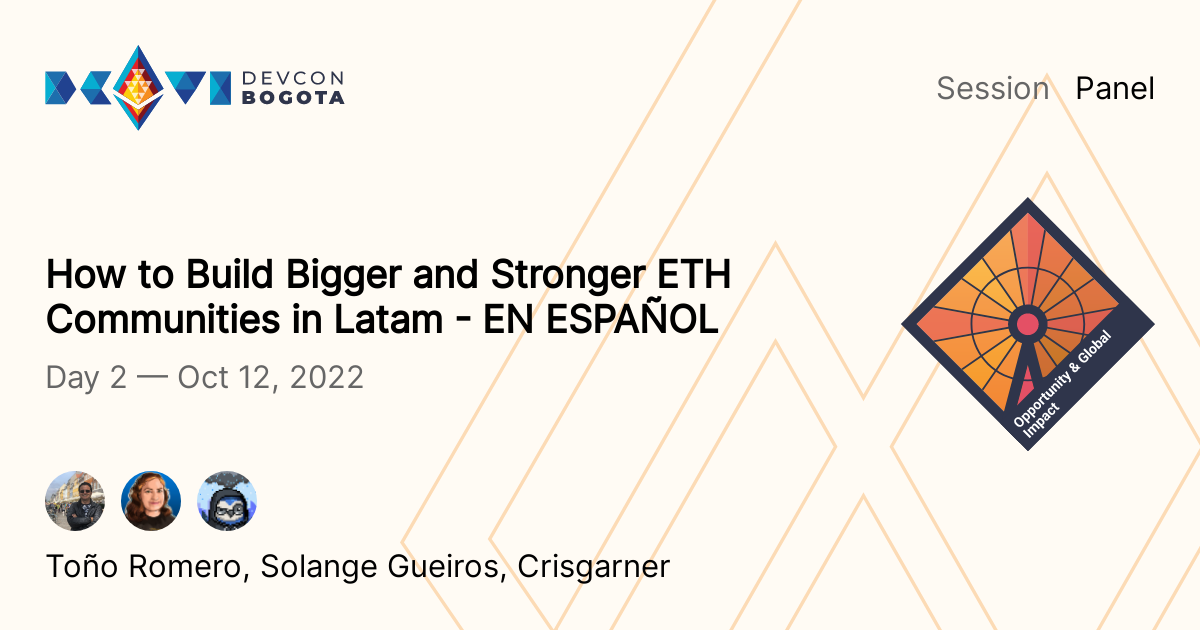 DEVCON
BOGOTA
Session Panel
How to Build Bigger and Stronger ETH
Communities in Latam - EN ESPAÑOL
Day 2 — Oct 12, 2022
Opportunity & Global
Impact
Toño Romero, Solange Gueiros, Crisgarner